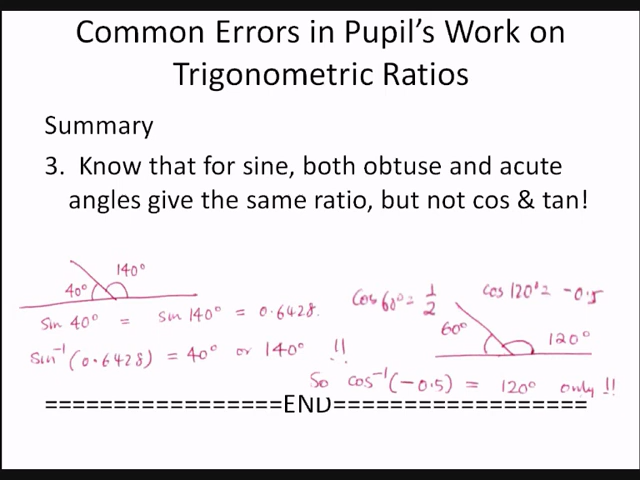 Common Errors in Pupil's Work on
Trigonometric Ratios
Summary
3. Know that for sine, both obtuse and acute
angles give the same ratio, but not cos & tan!
40° 140°
sin 40° = sin 140° = 0.6428.
sin⁻¹(0.6428) = 40° or 140° !!
cos 60° = 1/2 cos 120° = -0.5
60° 120°
So cos⁻¹(-0.5) = 120° only !!
=================END==================